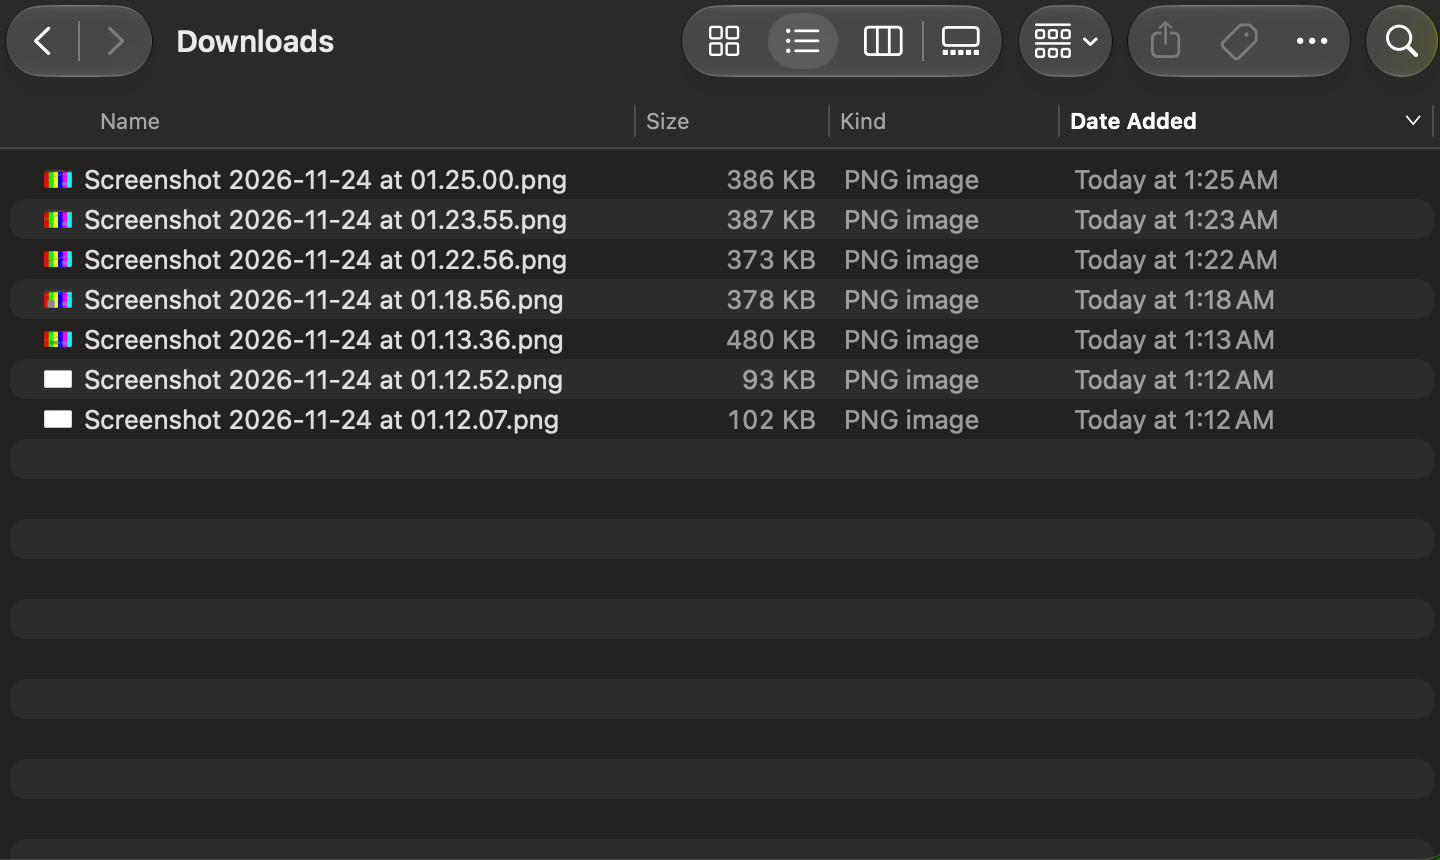 Downloads
Name Size Kind Date Added
Screenshot 2026-11-24 at 01.25.00.png 386 KB PNG image Today at 1:25 AM
Screenshot 2026-11-24 at 01.23.55.png 387 KB PNG image Today at 1:23 AM
Screenshot 2026-11-24 at 01.22.56.png 373 KB PNG image Today at 1:22 AM
Screenshot 2026-11-24 at 01.18.56.png 378 KB PNG image Today at 1:18 AM
Screenshot 2026-11-24 at 01.13.36.png 480 KB PNG image Today at 1:13 AM
Screenshot 2026-11-24 at 01.12.52.png 93 KB PNG image Today at 1:12 AM
Screenshot 2026-11-24 at 01.12.07.png 102 KB PNG image Today at 1:12 AM